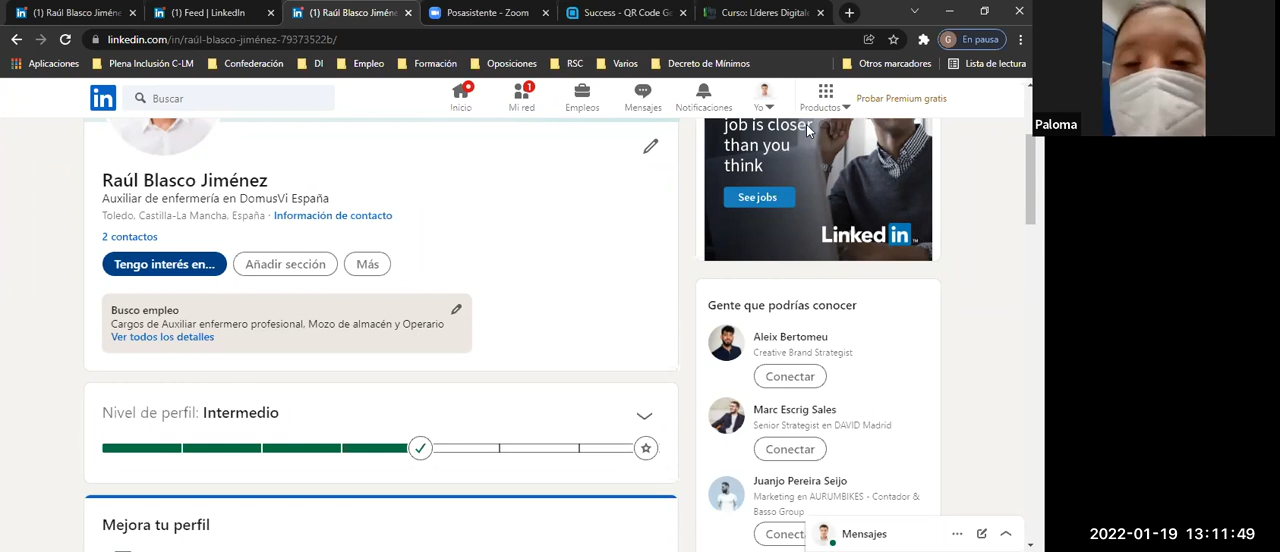 (1) Raúl Blasco Jiméne
(1) Feed | LinkedIn
(1) Raúl Blasco Jiméne
Posasistente - Zoom
Success - QR Code Ge
Curso: Líderes Digitale
linkedin.com/in/raúl-blasco-jiménez-79373522b/
G
En pausa
Aplicaciones
Plena Inclusión C-LM
Confederación
DI
Empleo
Formación
Oposiciones
RSC
Varios
Decreto de Mínimos
Otros marcadores
Lista de lectura
in
Buscar
1
Inicio
Mi red
Empleos
Mensajes
Notificaciones
Yo
Productos
Probar Premium gratis
Paloma
job is closer
than you
think
See jobs
Linked in
Raúl Blasco Jiménez
Auxiliar de enfermería en DomusVi España
Toledo, Castilla-La Mancha, España · Información de contacto
2 contactos
Tengo interés en...
Añadir sección
Más
Busco empleo
Cargos de Auxiliar enfermero profesional, Mozo de almacén y Operario
Ver todos los detalles
Nivel de perfil: Intermedio
Mejora tu perfil
Gente que podrías conocer
Aleix Bertomeu
Creative Brand Strategist
Conectar
Marc Escrig Sales
Senior Strategist en DAVID Madrid
Conectar
Juanjo Pereira Seijo
Marketing en AURUMBIKES - Contador &
Basso Group
Conecta
Mensajes
2022-01-19 13:11:49